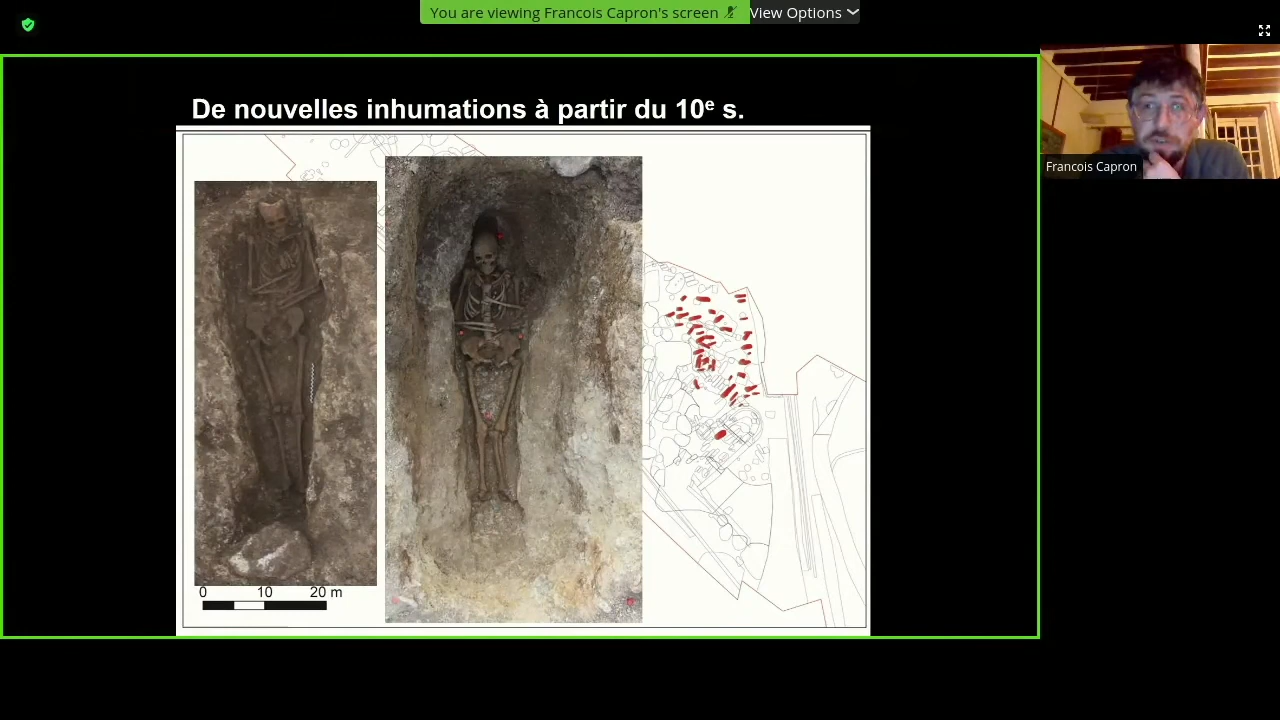 You are viewing Francois Capron's screen
View Options
De nouvelles inhumations à partir du 10ᵉ s.
Francois Capron
0 10 20 m